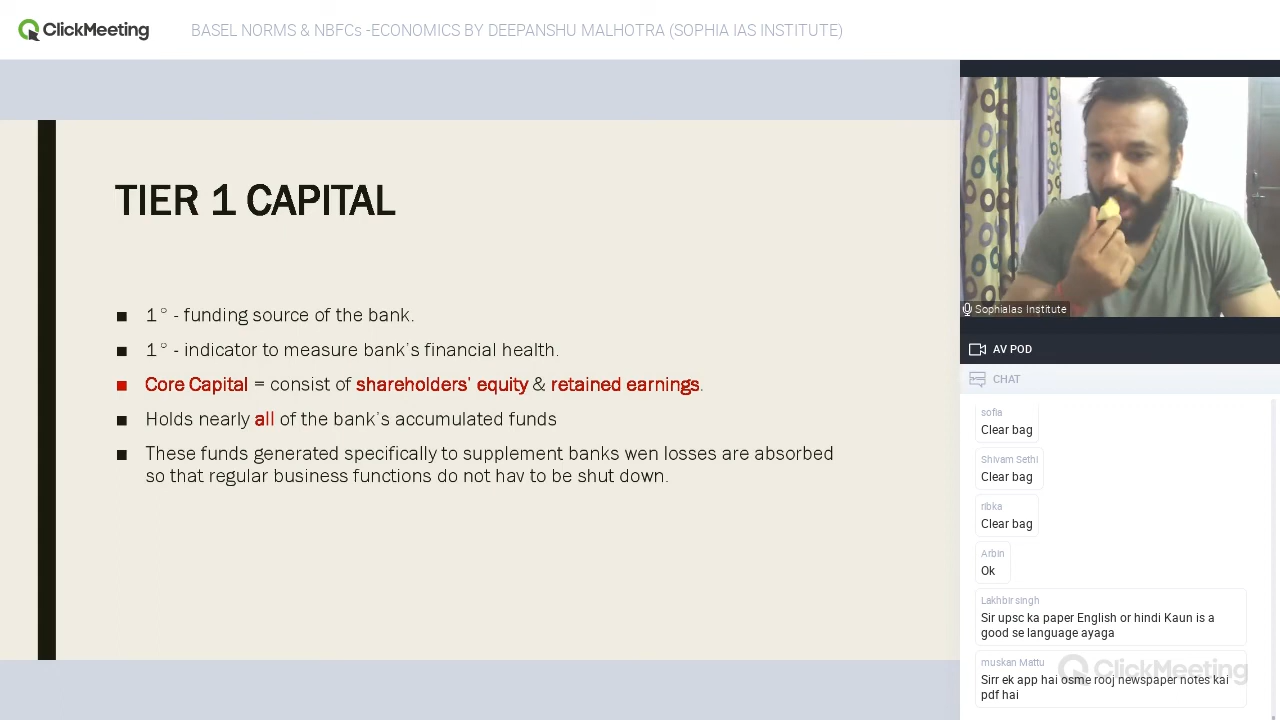 ClickMeeting
BASEL NORMS & NBFCs -ECONOMICS BY DEEPANSHU MALHOTRA (SOPHIA IAS INSTITUTE)
TIER 1 CAPITAL
■ 1° - funding source of the bank.
■ 1° - indicator to measure bank's financial health.
■ Core Capital = consist of shareholders' equity & retained earnings.
■ Holds nearly all of the bank's accumulated funds
■ These funds generated specifically to supplement banks wen losses are absorbed
so that regular business functions do not hav to be shut down.
SophiaIas Institute
AV POD
CHAT
sofia
Clear bag
Shivam Sethi
Clear bag
ribka
Clear bag
Arbin
Ok
Lakhbir singh
Sir upsc ka paper English or hindi Kaun is a
good se language ayaga
muskan Mattu
Sirr ek app hai osme rooj newspaper notes kai
pdf hai
ClickMeeting